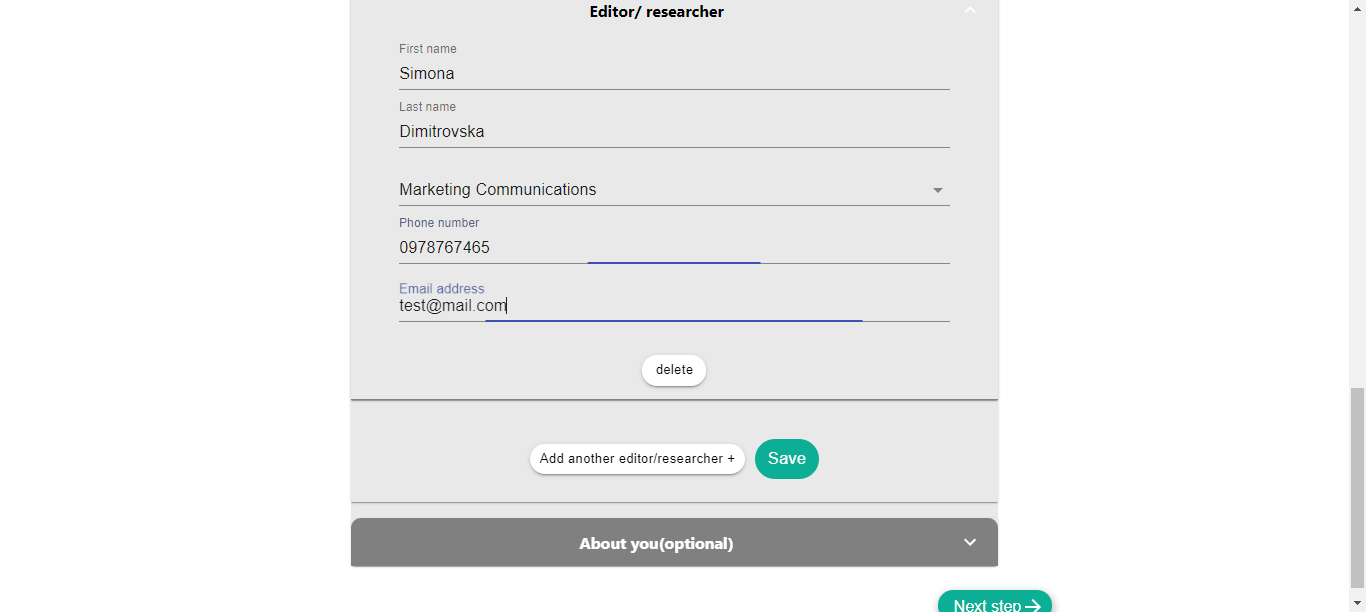 Editor/ researcher
First name
Simona
Last name
Dimitrovska
Marketing Communications
Phone number
0978767465
Email address
test@mail.com
delete
Add another editor/researcher +
Save
About you(optional)
Next step